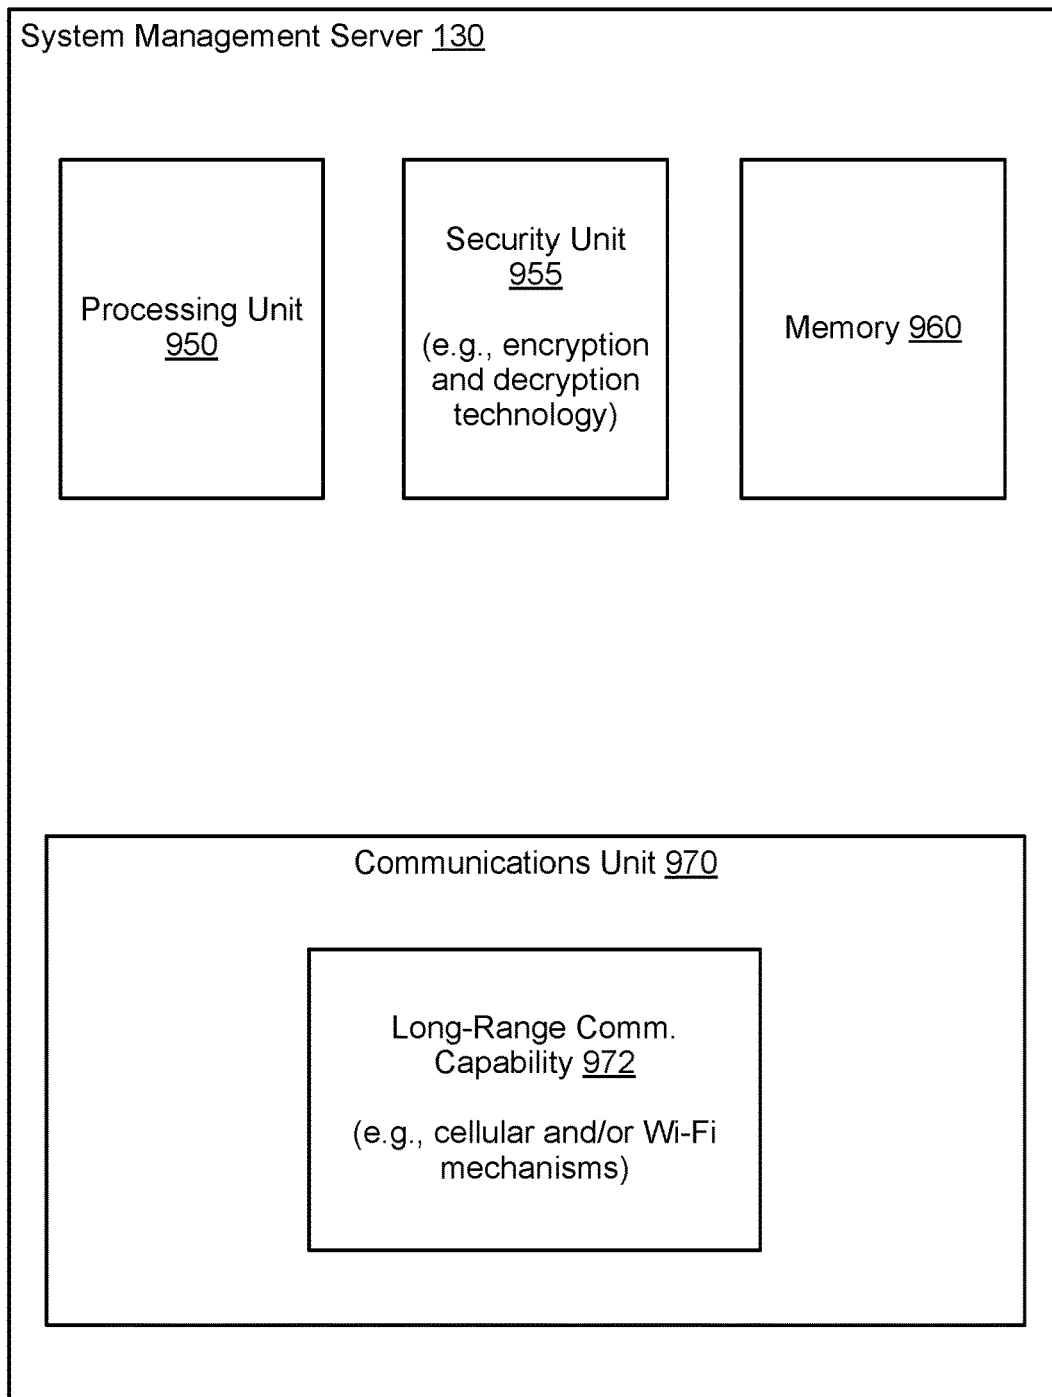 System Management Server 130
Processing Unit
950
Security Unit
955
(e.g., encryption
and decryption
technology)
Memory 960
Communications Unit 970
Long-Range Comm.
Capability 972
(e.g., cellular and/or Wi-Fi
mechanisms)